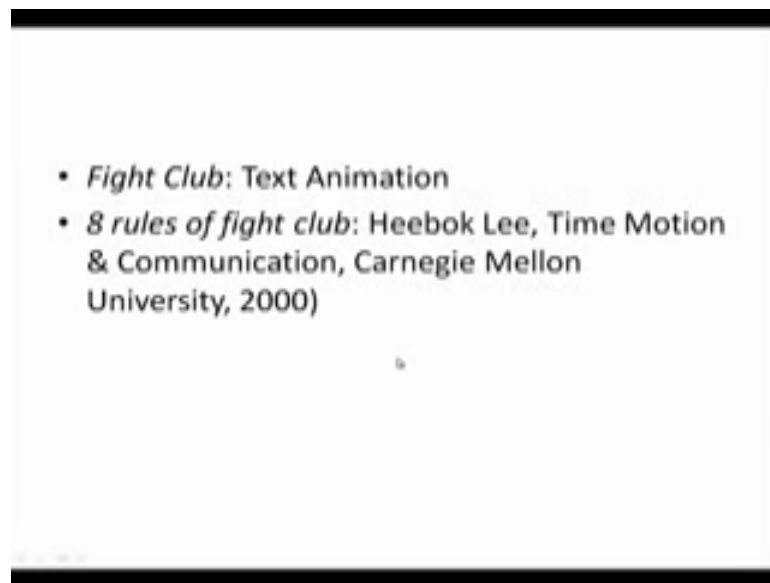 • Fight Club: Text Animation
• 8 rules of fight club: Heebok Lee, Time Motion
& Communication, Carnegie Mellon
University, 2000)